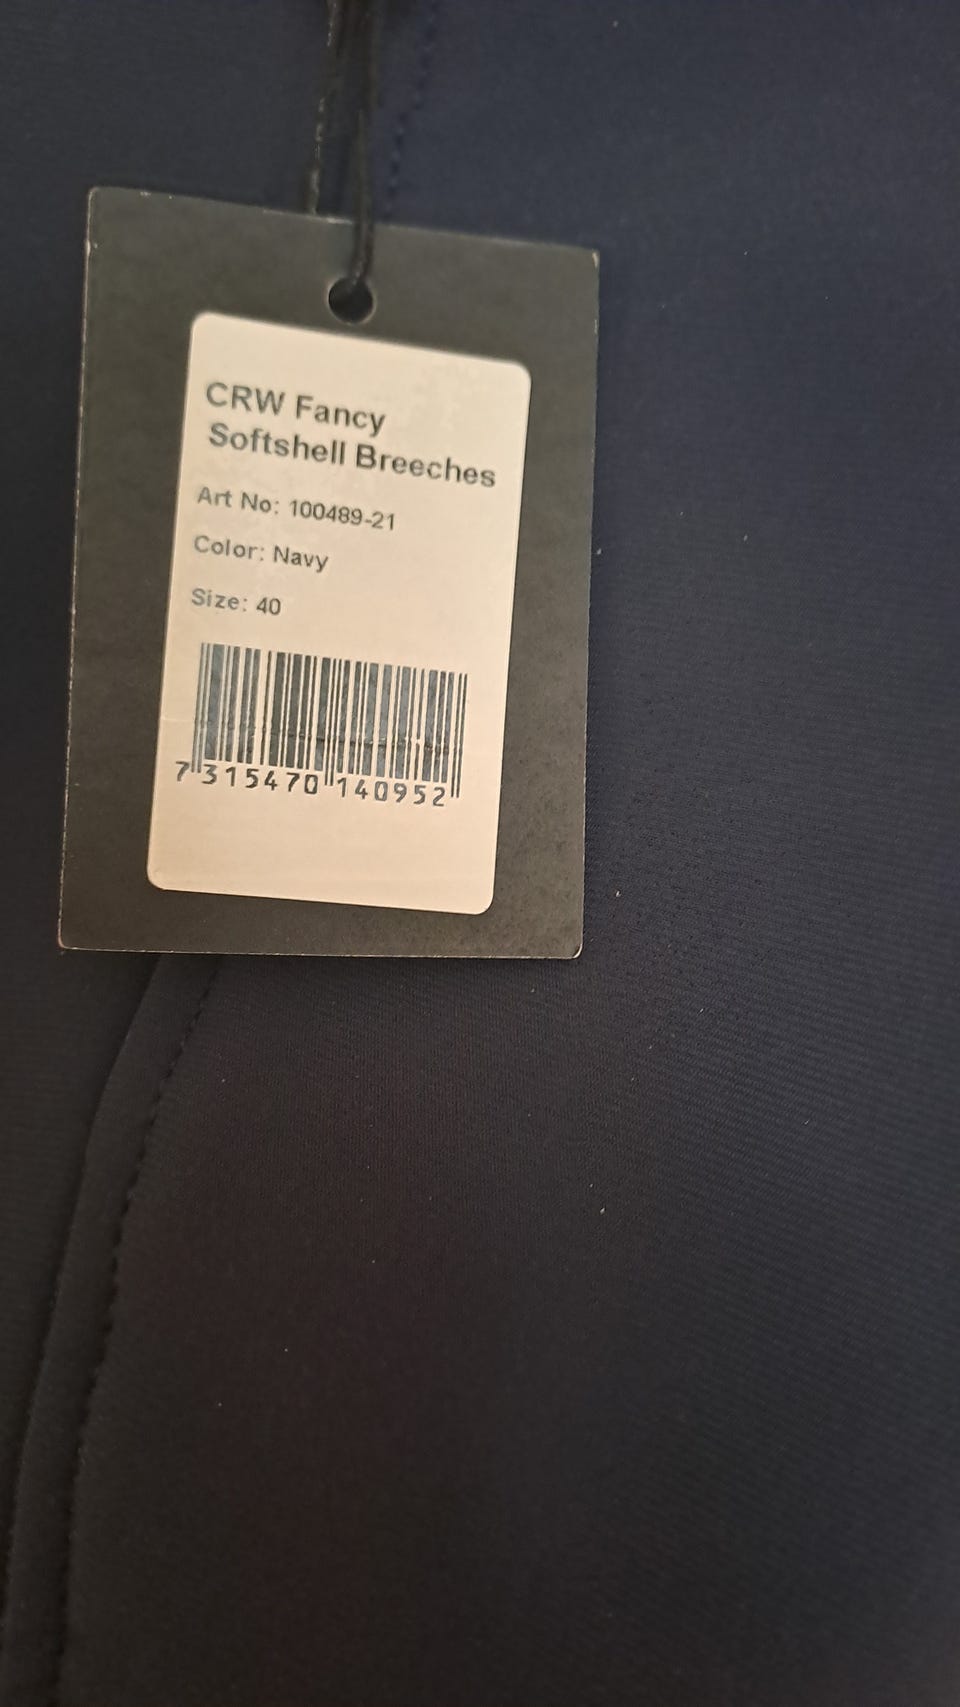 CRW Fancy
Softshell Breeches
Art No: 100489-21
Color: Navy
Size: 40
7 315470 140952